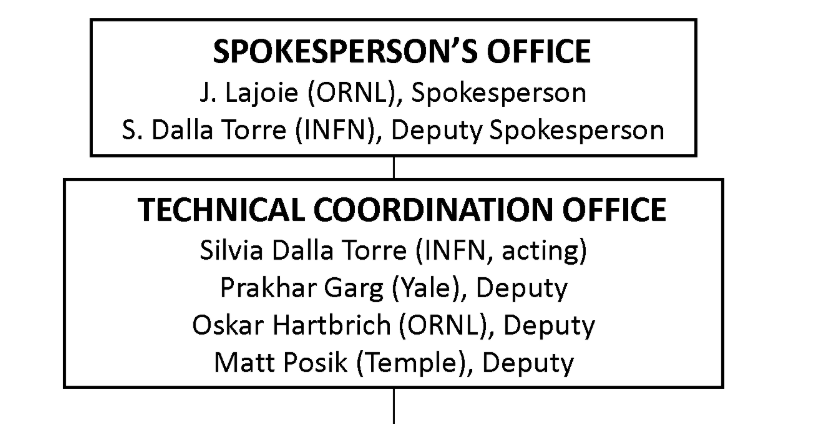 SPOKESPERSON’S OFFICE
J. Lajoie (ORNL), Spokesperson
S. Dalla Torre (INFN), Deputy Spokesperson
TECHNICAL COORDINATION OFFICE
Silvia Dalla Torre (INFN, acting)
Prakhar Garg (Yale), Deputy
Oskar Hartbrich (ORNL), Deputy
Matt Posik (Temple), Deputy